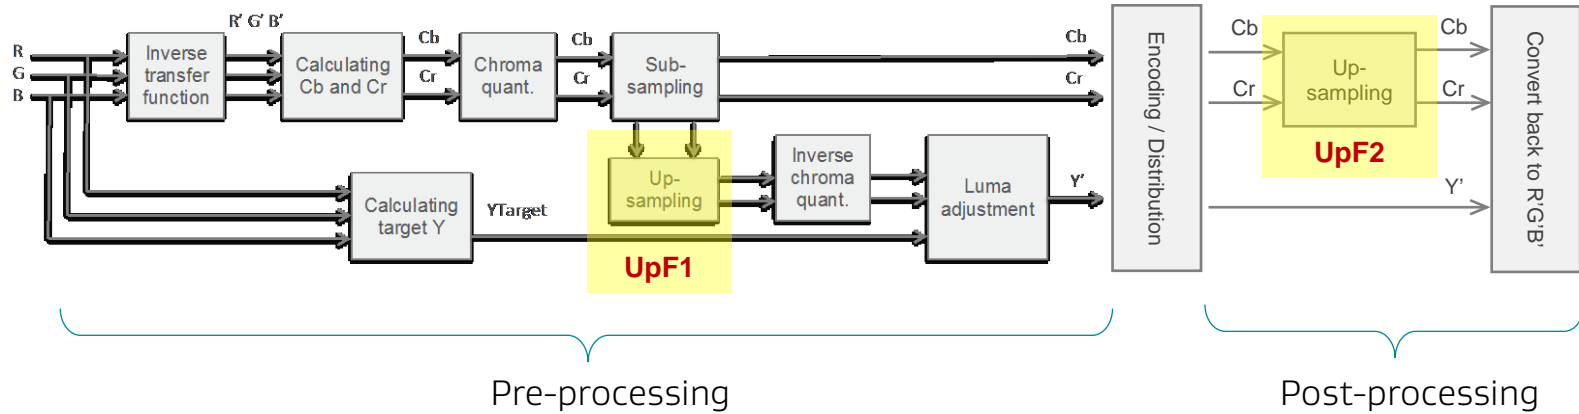 R' G' B'
R
G
B
Inverse
transfer
function
Calculating
Cb and Cr
Cb
Cr
Chroma
quant.
Cb
Cr
Sub-
sampling
Cb
Cr
Calculating
target Y
YTarget
Up-
sampling
UpF1
Inverse
chroma
quant.
Luma
adjustment
Y'
Encoding / Distribution
Cb
Cr
Up-
sampling
UpF2
Cb
Cr
Y'
Convert back to R'G'B'
Pre-processing
Post-processing